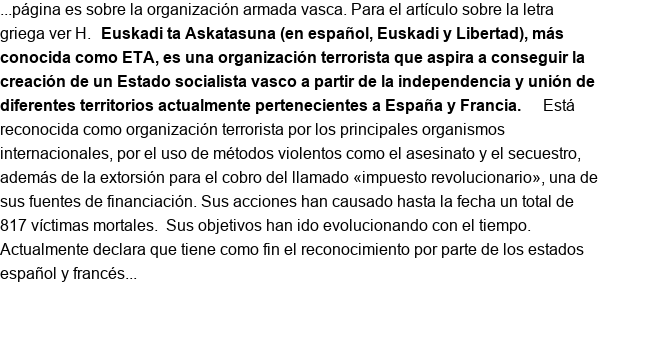 ...página es sobre la organización armada vasca. Para el artículo sobre la letra
griega ver Η. Euskadi ta Askatasuna (en español, Euskadi y Libertad), más
conocida como ETA, es una organización terrorista que aspira a conseguir la
creación de un Estado socialista vasco a partir de la independencia y unión de
diferentes territorios actualmente pertenecientes a España y Francia. Está
reconocida como organización terrorista por los principales organismos
internacionales, por el uso de métodos violentos como el asesinato y el secuestro,
además de la extorsión para el cobro del llamado «impuesto revolucionario», una de
sus fuentes de financiación. Sus acciones han causado hasta la fecha un total de
817 víctimas mortales. Sus objetivos han ido evolucionando con el tiempo.
Actualmente declara que tiene como fin el reconocimiento por parte de los estados
español y francés...